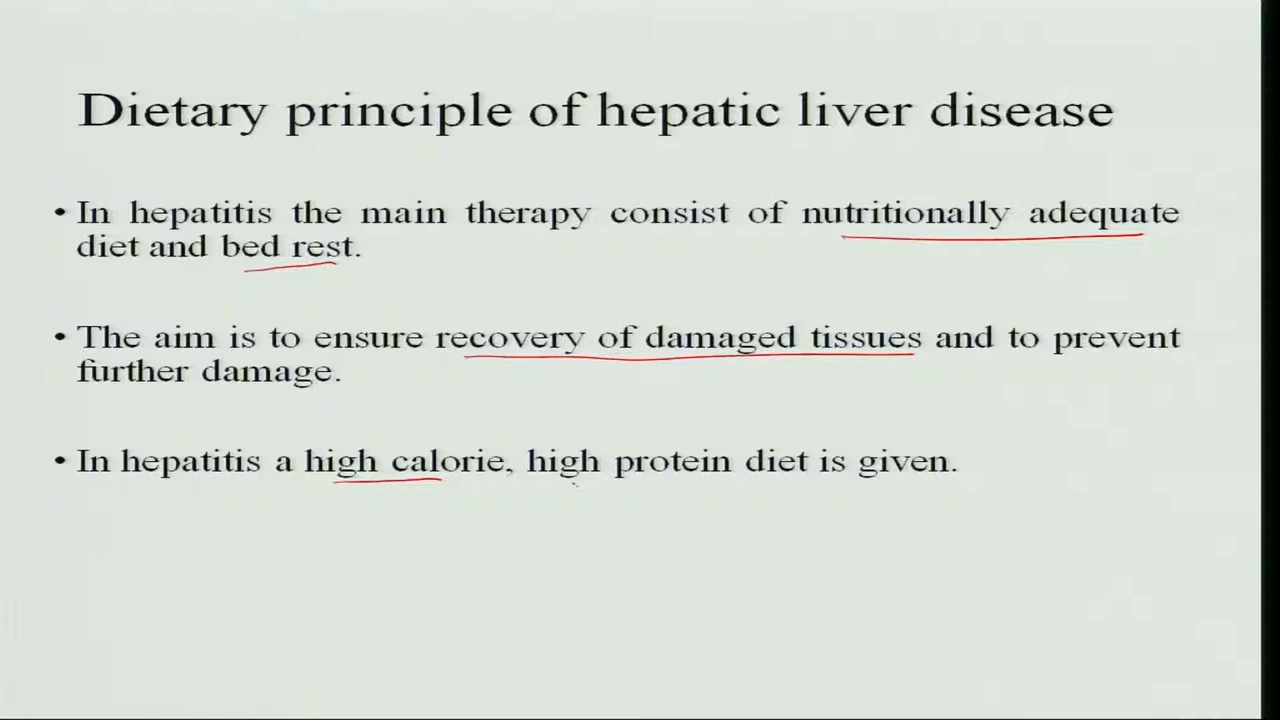 Dietary principle of hepatic liver disease
• In hepatitis the main therapy consist of nutritionally adequate
diet and bed rest.
• The aim is to ensure recovery of damaged tissues and to prevent
further damage.
• In hepatitis a high calorie, high protein diet is given.